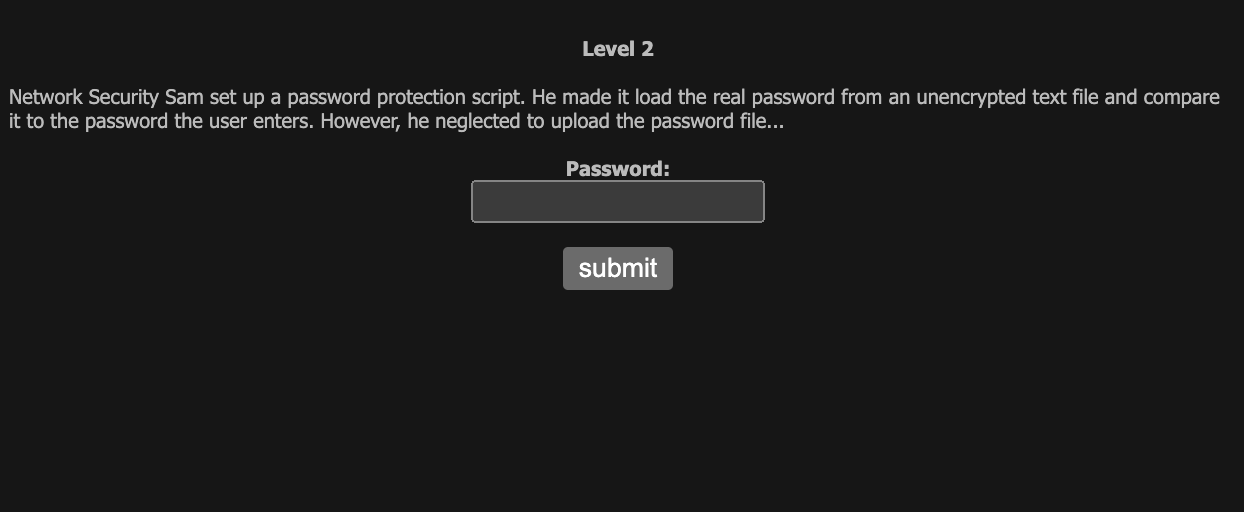 Level 2
Network Security Sam set up a password protection script. He made it load the real password from an unencrypted text file and compare
it to the password the user enters. However, he neglected to upload the password file...
Password:
submit